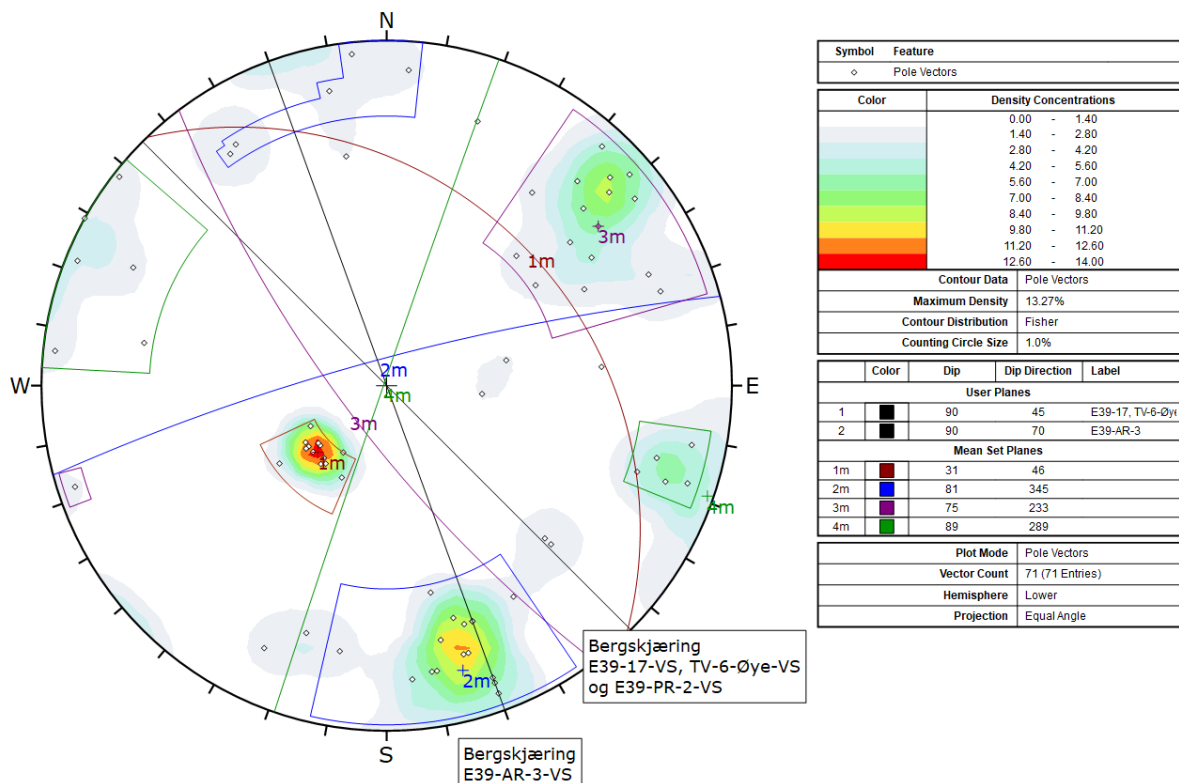 N
W
E
S
1m
3m
2m
4m
3m
1m
4m
2m
Bergskjæring
E39-17-VS, TV-6-Øye-VS
og E39-PR-2-VS
Bergskjæring
E39-AR-3-VS
Symbol Feature
Pole Vectors
Color Density Concentrations
0.00 - 1.40
1.40 - 2.80
2.80 - 4.20
4.20 - 5.60
5.60 - 7.00
7.00 - 8.40
8.40 - 9.80
9.80 - 11.20
11.20 - 12.60
12.60 - 14.00
Contour Data Pole Vectors
Maximum Density 13.27%
Contour Distribution Fisher
Counting Circle Size 1.0%
Color Dip Dip Direction Label
User Planes
1 90 45 E39-17, TV-6-Øye
2 90 70 E39-AR-3
Mean Set Planes
1m 31 46
2m 81 345
3m 75 233
4m 89 289
Plot Mode Pole Vectors
Vector Count 71 (71 Entries)
Hemisphere Lower
Projection Equal Angle